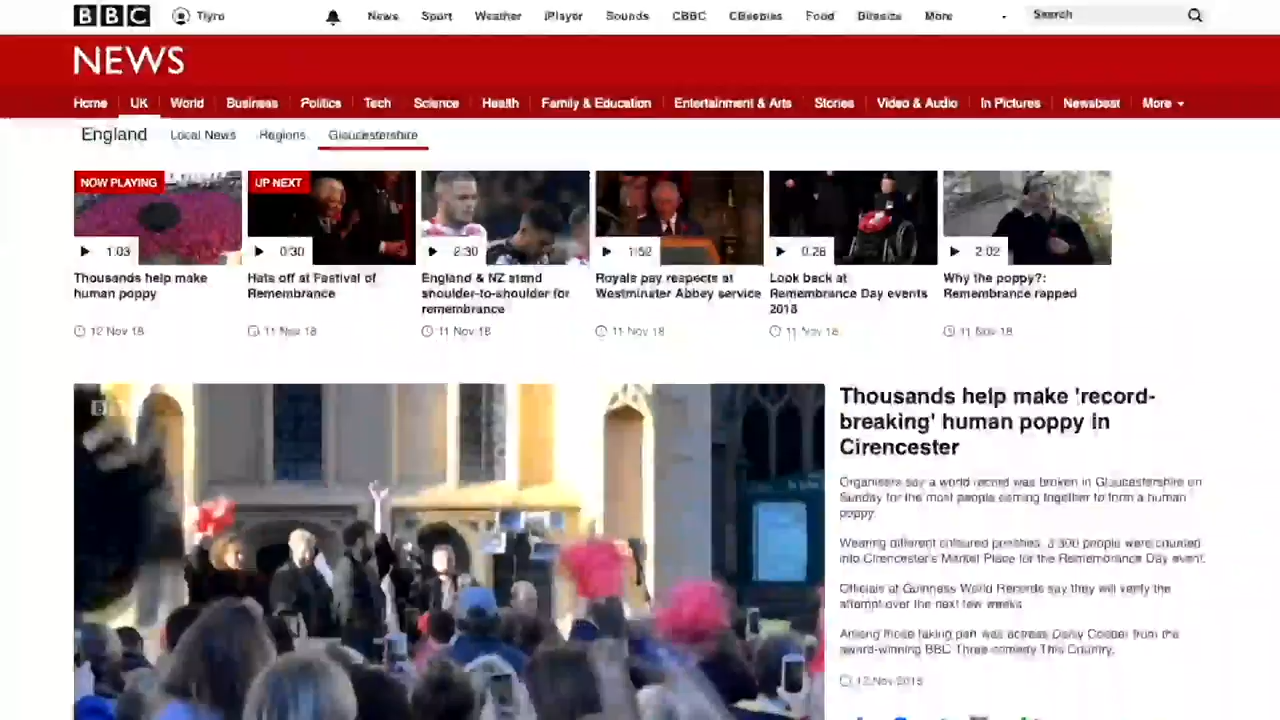 BBC
Tlyro
News
Sport
Weather
iPlayer
Sounds
CBBC
CBeebies
Food
Bitesize
More
Search
NEWS
Home
UK
World
Business
Politics
Tech
Science
Health
Family & Education
Entertainment & Arts
Stories
Video & Audio
In Pictures
Newsbeat
More
England
Local News
Regions
Gloucestershire
NOW PLAYING
1:03
Thousands help make
human poppy
12 Nov 18
UP NEXT
0:30
Hats off at Festival of
Remembrance
11 Nov 18
2:30
England & NZ stand
shoulder-to-shoulder for
remembrance
11 Nov 18
1:52
Royals pay respects at
Westminster Abbey service
11 Nov 18
0:28
Look back at
Remembrance Day events
2018
11 Nov 18
2:02
Why the poppy?:
Remembrance rapped
11 Nov 18
Thousands help make 'record-
breaking' human poppy in
Cirencester
Organisers say a world record was broken in Gloucestershire on
Sunday for the most people coming together to form a human
poppy.
Wearing different coloured ponchos, 3,300 people were counted
into Cirencester's Market Place for the Remembrance Day event.
Officials at Guinness World Records say they will verify the
attempt over the next few weeks.
Among those taking part was actress Daisy Cooper from the
award-winning BBC Three comedy This Country.
12 Nov 2018